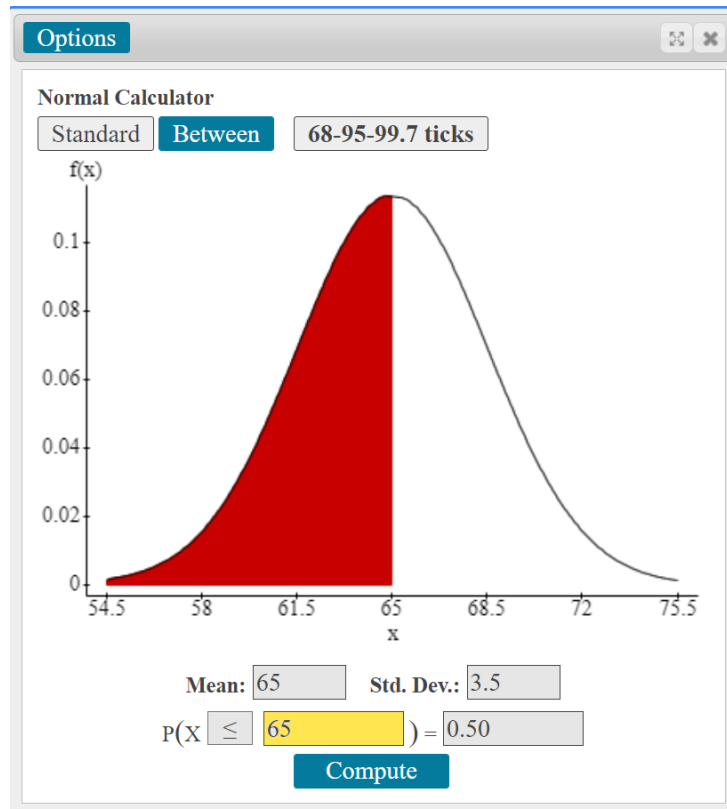 Options
Normal Calculator
Standard Between 68-95-99.7 ticks
f(x)
0.1
0.08
0.06
0.04
0.02
0
54.5 58 61.5 65 68.5 72 75.5
x
Mean: 65 Std. Dev.: 3.5
P(X ≤ 65 ) = 0.50
Compute